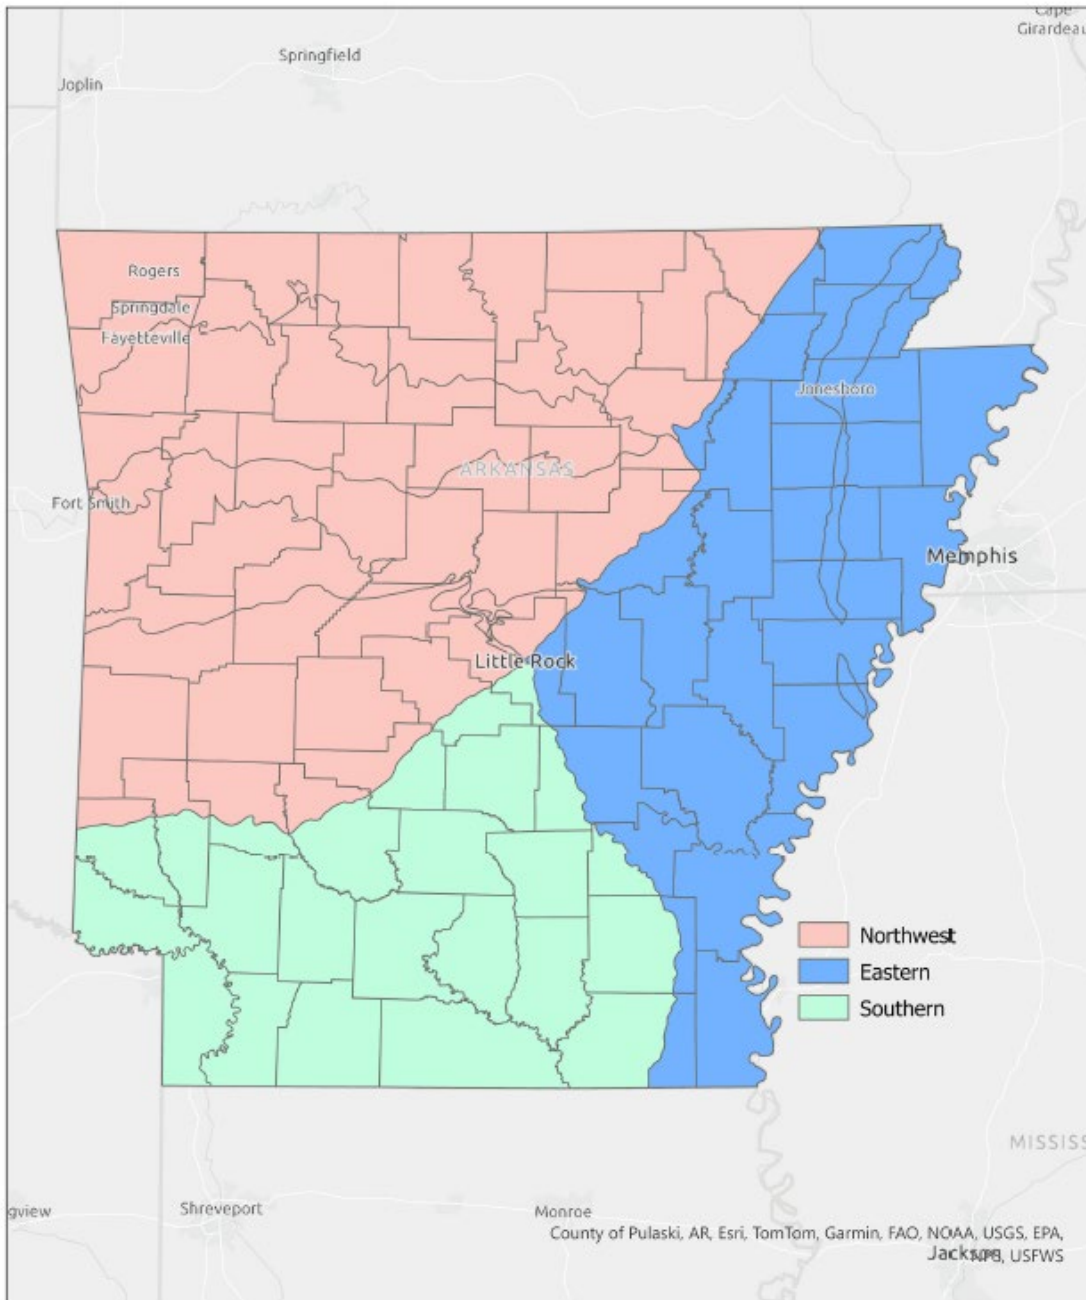 Cape
Girardeau
Springfield
Joplin
Rogers
Springdale
Fayetteville
Jonesboro
ARKANSAS
Fort Smith
Memphis
Little Rock
Northwest
Eastern
Southern
MISSISS
gview
Shreveport
Monroe
County of Pulaski, AR, Esri, TomTom, Garmin, FAO, NOAA, USGS, EPA,
NPS, USFWS
Jackson